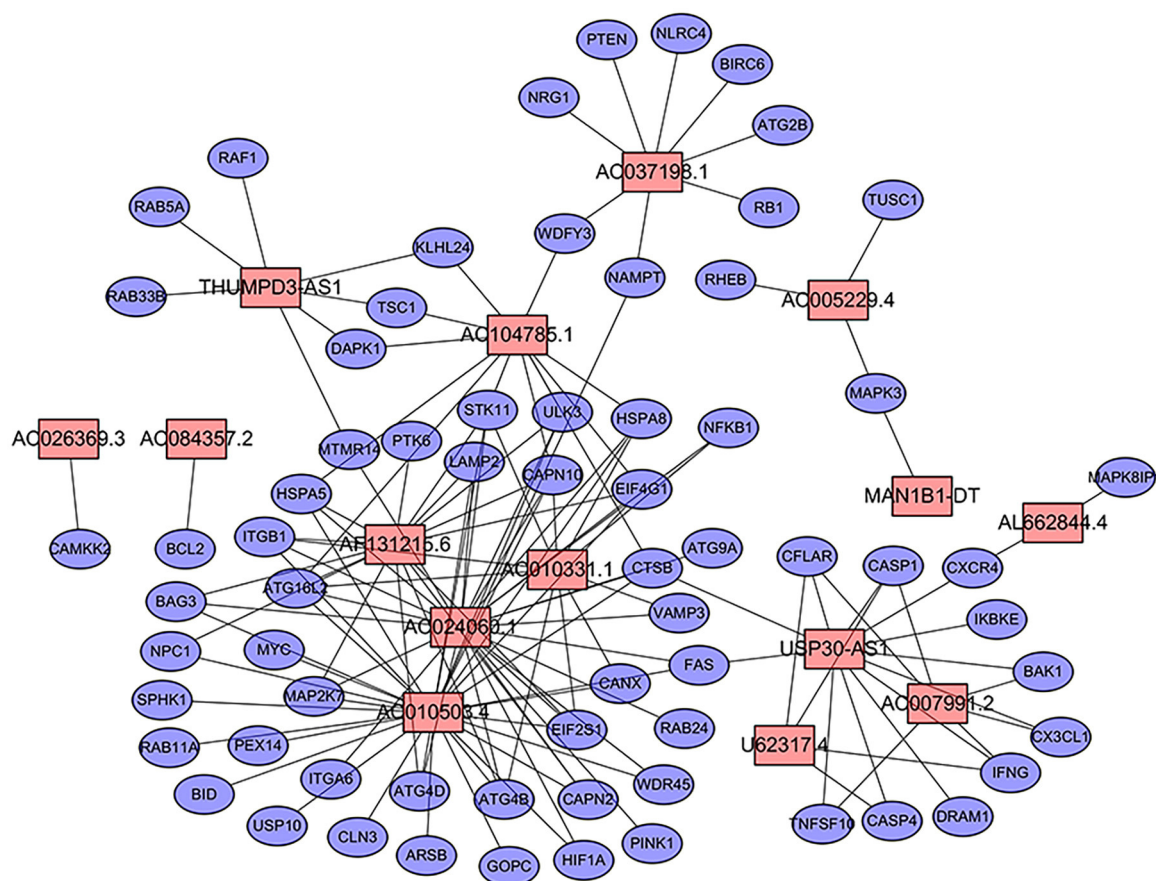 PTEN
NLRC4
BIRC6
NRG1
ATG2B
RAF1
AC037198.1
RAB5A
RB1
TUSC1
WDFY3
KLHL24
NAMPT
RHEB
THUMPD3-AS1
RAB33B
AC005229.4
TSC1
AC104785.1
DAPK1
MAPK3
STK11
ULK3
HSPA8
NFKB1
AC026369.3
AC084357.2
PTK6
MTMR14
LAMP2
CAPN10
MAPK8IP
EIF4G1
HSPA5
MAN1B1-DT
AL662844.4
ITGB1
AF131215.6
CAMKK2
BCL2
ATG9A
CFLAR
AC010331.1
CTSB
CASP1
CXCR4
ATG16L2
BAG3
VAMP3
AC024060.1
IKBKE
USP30-AS1
NPC1
MYC
FAS
BAK1
CANX
MAP2K7
SPHK1
AC007991.2
AC010503.4
RAB24
EIF2S1
CX3CL1
RAB11A
PEX14
U62317.4
IFNG
ITGA6
WDR45
BID
ATG4D
ATG4B
CAPN2
DRAM1
TNFSF10
CASP4
USP10
CLN3
PINK1
ARSB
HIF1A
GOPC